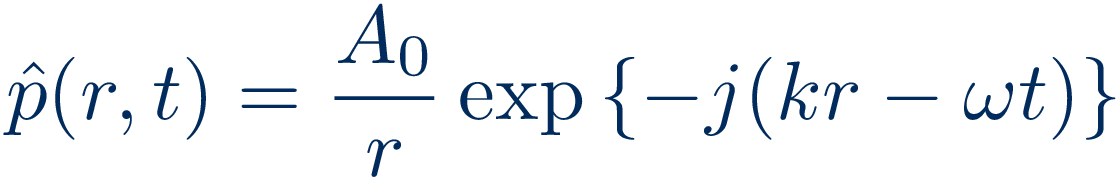 p̂(r, t) = A₀/r exp {−j(kr − ωt)}